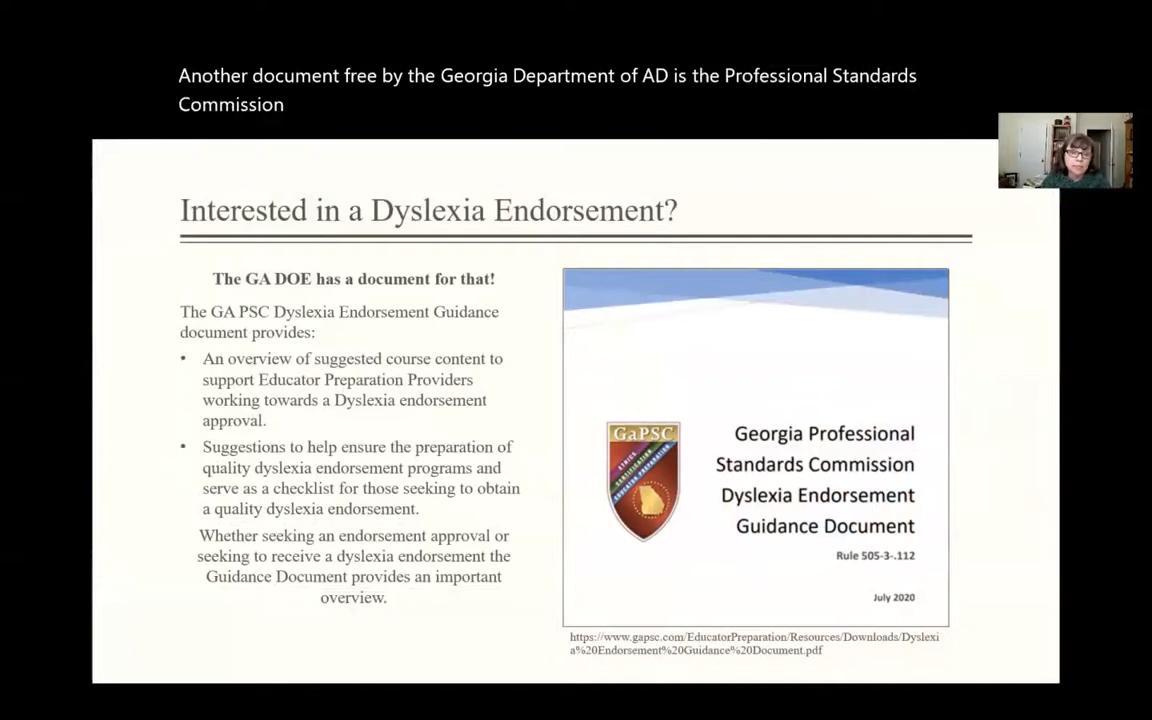 Another document free by the Georgia Department of AD is the Professional Standards
Commission
Interested in a Dyslexia Endorsement?
The GA DOE has a document for that!
The GA PSC Dyslexia Endorsement Guidance
document provides:
• An overview of suggested course content to
support Educator Preparation Providers
working towards a Dyslexia endorsement
approval.
• Suggestions to help ensure the preparation of
quality dyslexia endorsement programs and
serve as a checklist for those seeking to obtain
a quality dyslexia endorsement.
Whether seeking an endorsement approval or
seeking to receive a dyslexia endorsement the
Guidance Document provides an important
overview.
GaPSC
ETHICS
CERTIFICATION
EDUCATOR PREPARATION
Georgia Professional
Standards Commission
Dyslexia Endorsement
Guidance Document
Rule 505-3-.112
July 2020
https://www.gapsc.com/EducatorPreparation/Resources/Downloads/Dyslexi
a%20Endorsement%20Guidance%20Document.pdf